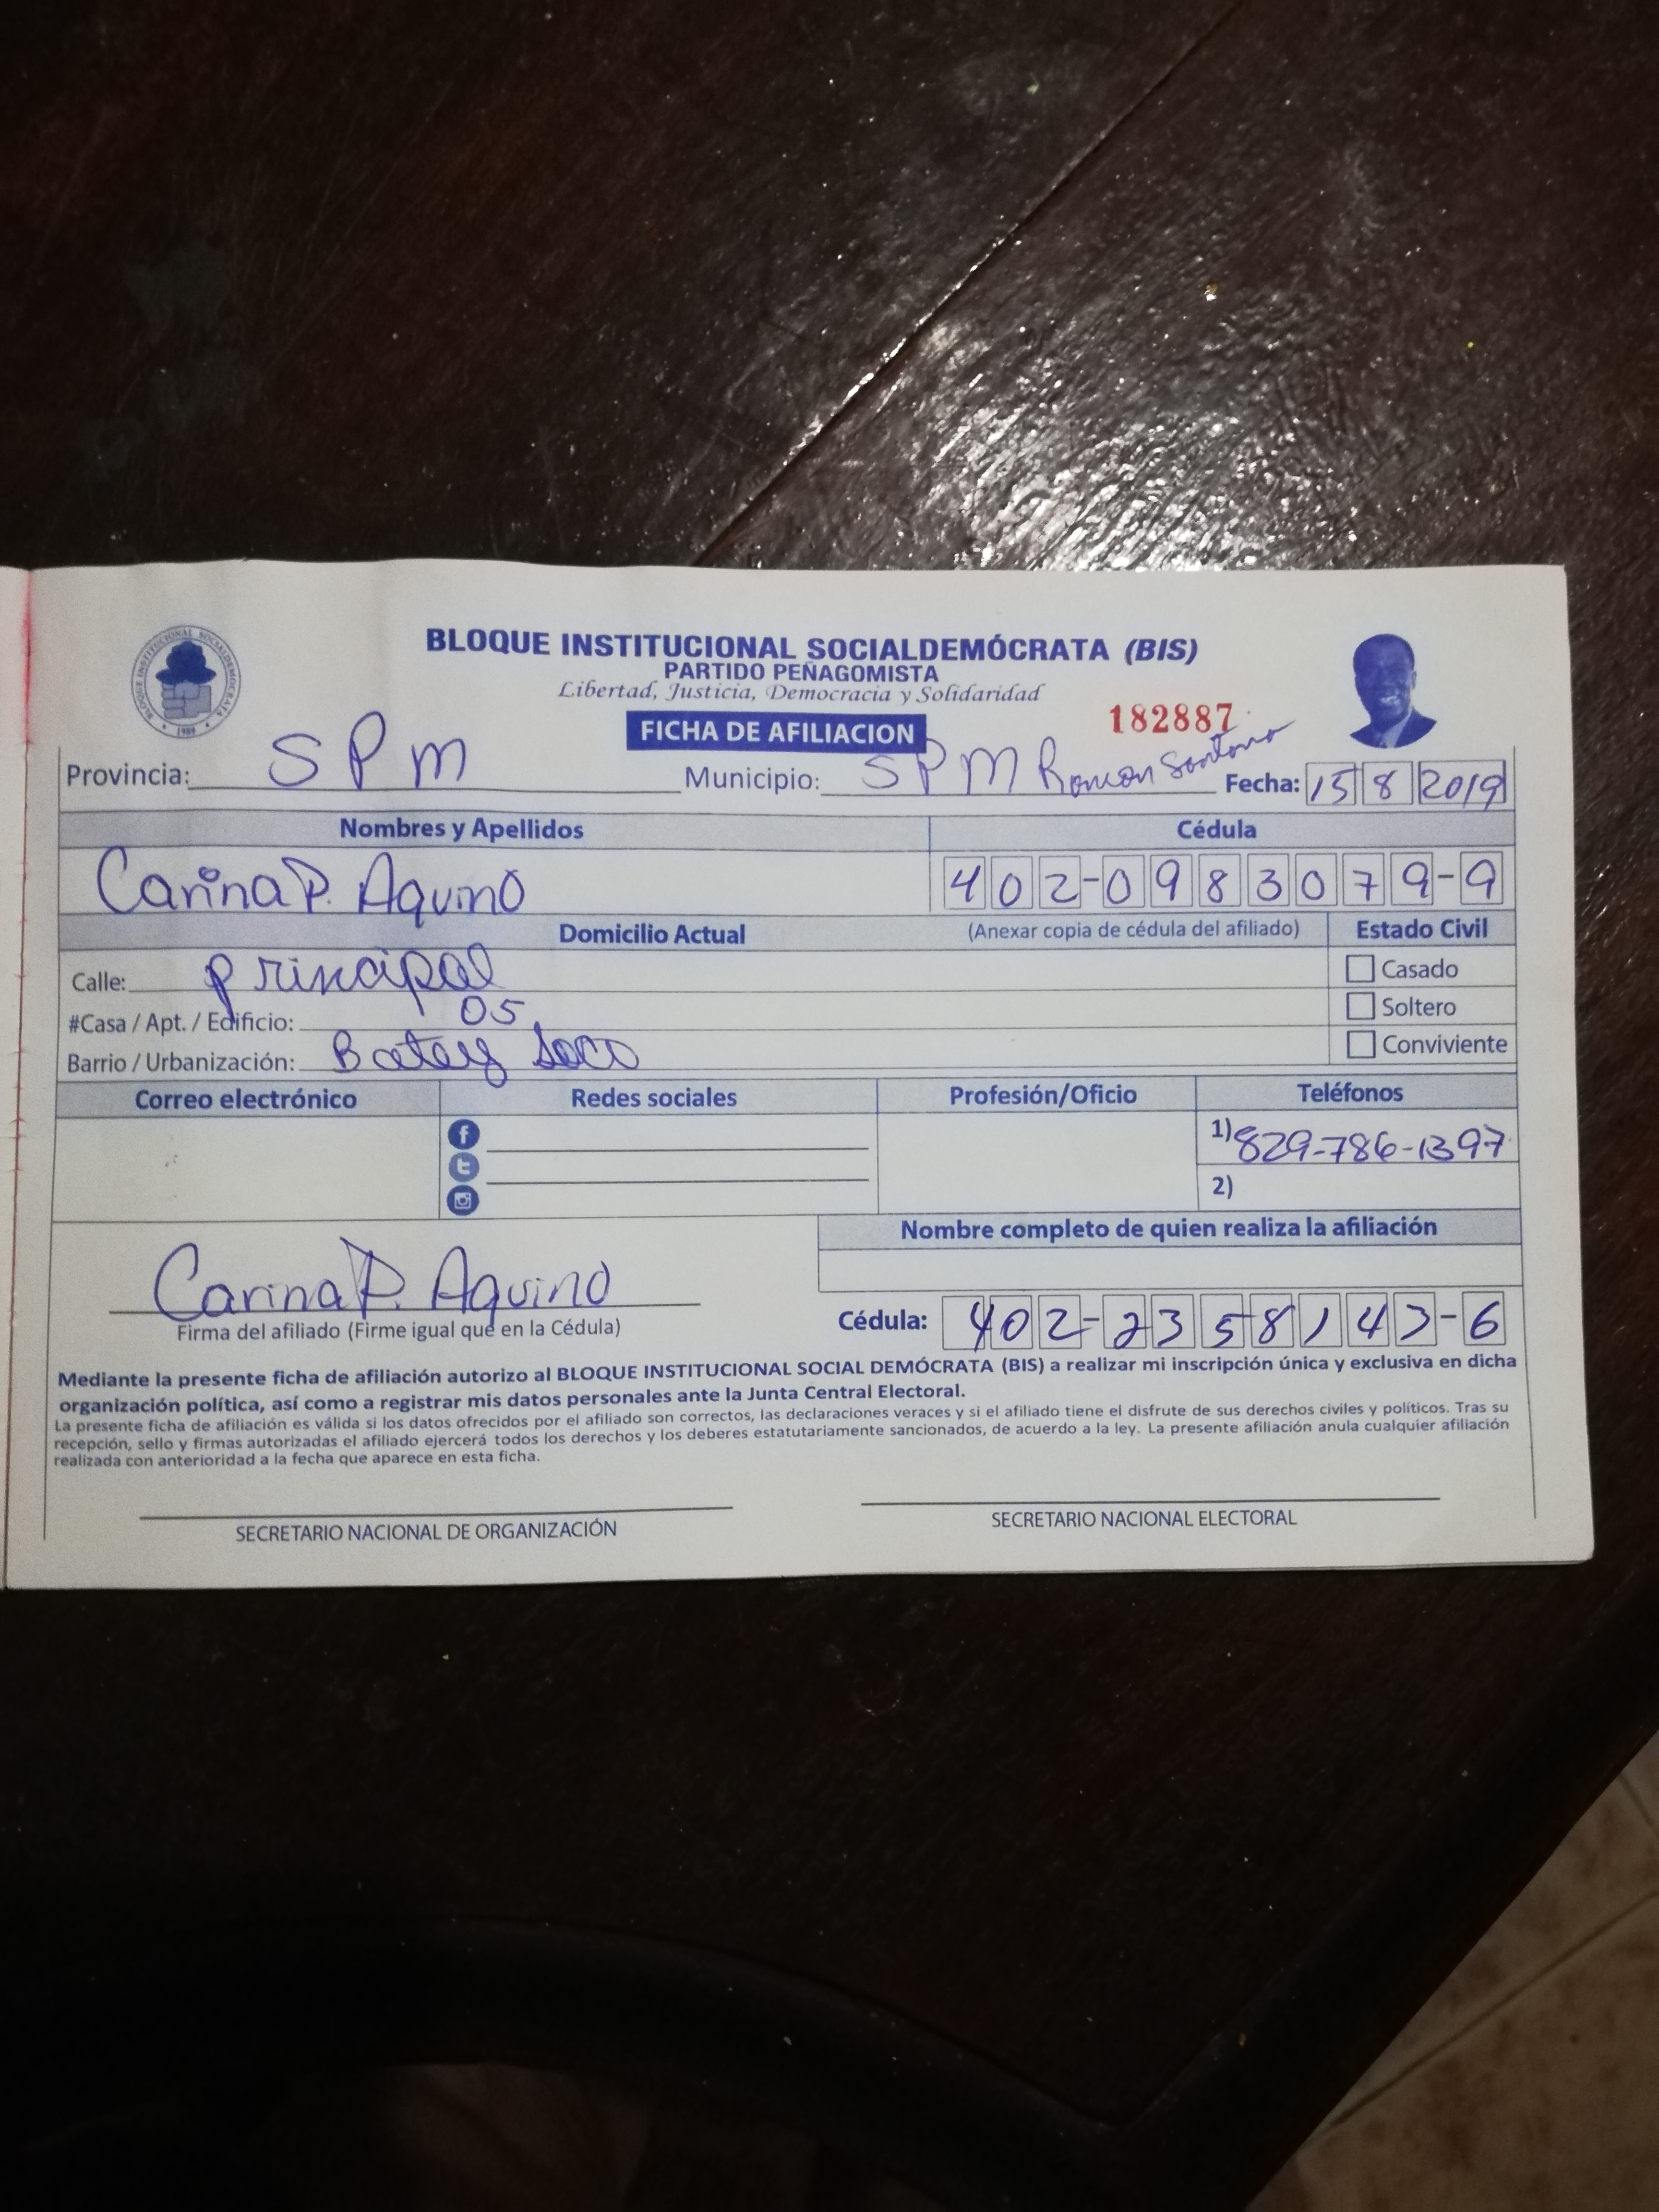 BLOQUE INSTITUCIONAL SOCIALDEMÓCRATA (BIS)
PARTIDO PEÑAGOMISTA
Libertad, Justicia, Democracia y Solidaridad
BLOQUE INSTITUCIONAL SOCIALDEMOCRATA
1989
FICHA DE AFILIACION
182887
Provincia: SPM Municipio: SPM Ramon Santana Fecha: 15 8 2019
Nombres y Apellidos Cédula
Carina P. Aquino 402-0983079-9
Domicilio Actual (Anexar copia de cédula del afiliado) Estado Civil
Calle: principal Casado
#Casa / Apt. / Edificio: 05 Soltero
Barrio / Urbanización: Batey Soco Conviviente
Correo electrónico Redes sociales Profesión/Oficio Teléfonos
1) 829-786-1397
2)
Nombre completo de quien realiza la afiliación
Carina P. Aquino
Firma del afiliado (Firme igual que en la Cédula) Cédula: 402-2358143-6
Mediante la presente ficha de afiliación autorizo al BLOQUE INSTITUCIONAL SOCIAL DEMÓCRATA (BIS) a realizar mi inscripción única y exclusiva en dicha
organización política, así como a registrar mis datos personales ante la Junta Central Electoral.
La presente ficha de afiliación es válida si los datos ofrecidos por el afiliado son correctos, las declaraciones veraces y si el afiliado tiene el disfrute de sus derechos civiles y políticos. Tras su
recepción, sello y firmas autorizadas el afiliado ejercerá todos los derechos y los deberes estatutariamente sancionados, de acuerdo a la ley. La presente afiliación anula cualquier afiliación
realizada con anterioridad a la fecha que aparece en esta ficha.
SECRETARIO NACIONAL DE ORGANIZACIÓN SECRETARIO NACIONAL ELECTORAL